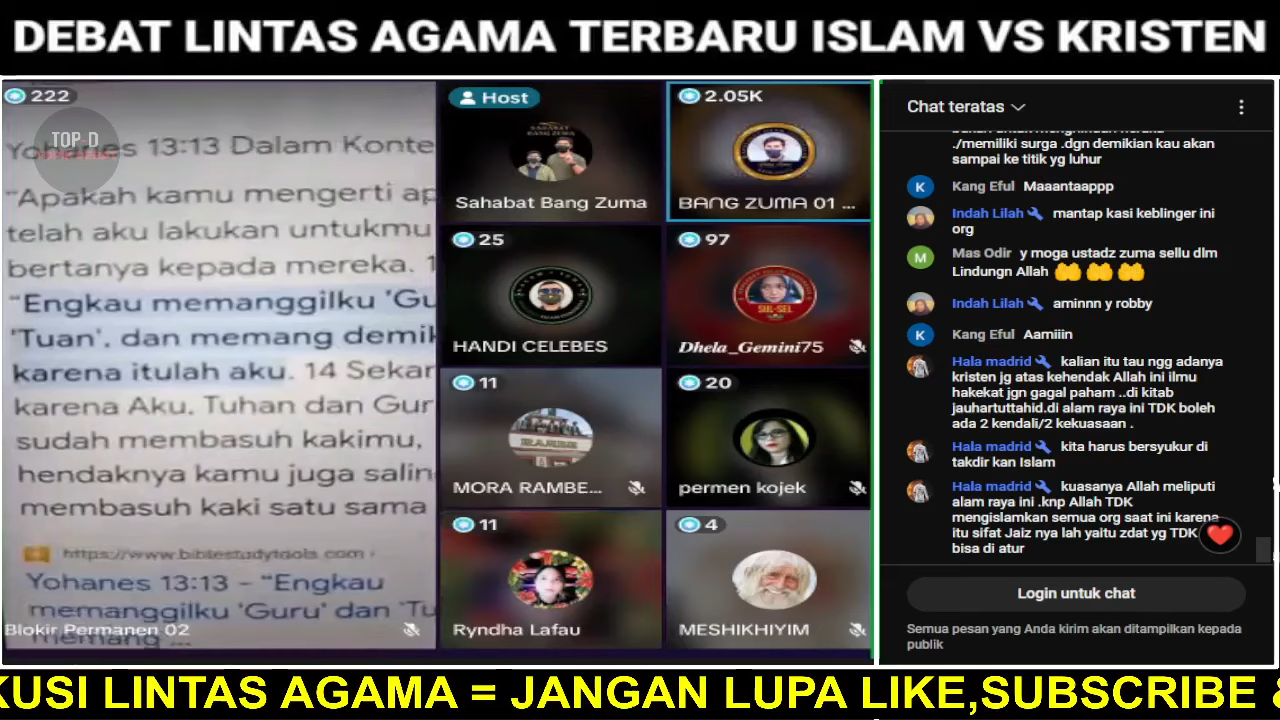 DEBAT LINTAS AGAMA TERBARU ISLAM VS KRISTEN
222
TOP D
Yohanes 13:13 Dalam Konte
“Apakah kamu mengerti ap
telah aku lakukan untukmu
bertanya kepada mereka. 1
“Engkau memanggilku 'Gu
'Tuan', dan memang demik
karena itulah aku. 14 Sekar
karena Aku, Tuhan dan Gur
sudah membasuh kakimu,
hendaknya kamu juga salin
membasuh kaki satu sama
https://www.biblestudytools.com ›
Yohanes 13:13 - “Engkau
memanggilku 'Guru' dan 'Tu
memang ...
Blokir Permanen 02
Host
SAHABAT BANG ZUMA
Sahabat Bang Zuma
2.05K
BANG ZUMA 01 ...
25
HANDI CELEBES
97
SUL-SEL
Dhela_Gemini75
11
MORA RAMBE...
20
permen kojek
11
Ryndha Lafau
4
MESHIKHIYIM
Chat teratas
./memiliki surga .dgn demikian kau akan
sampai ke titik yg luhur
K Kang Eful Maaantaappp
Indah Lilah mantap kasi keblinger ini
org
M Mas Odir y moga ustadz zuma sellu dlm
Lindungn Allah
Indah Lilah aminnn y robby
K Kang Eful Aamiiin
Hala madrid kalian itu tau ngg adanya
kristen jg atas kehendak Allah ini ilmu
hakekat jgn gagal paham ..di kitab
jauhartuttahid.di alam raya ini TDK boleh
ada 2 kendali/2 kekuasaan .
Hala madrid kita harus bersyukur di
takdir kan Islam
Hala madrid kuasanya Allah meliputi
alam raya ini .knp Allah TDK
mengislamkan semua org saat ini karena
itu sifat Jaiz nya lah yaitu zdat yg TDK
bisa di atur
Login untuk chat
Semua pesan yang Anda kirim akan ditampilkan kepada
publik
KUSI LINTAS AGAMA = JANGAN LUPA LIKE,SUBSCRIBE &